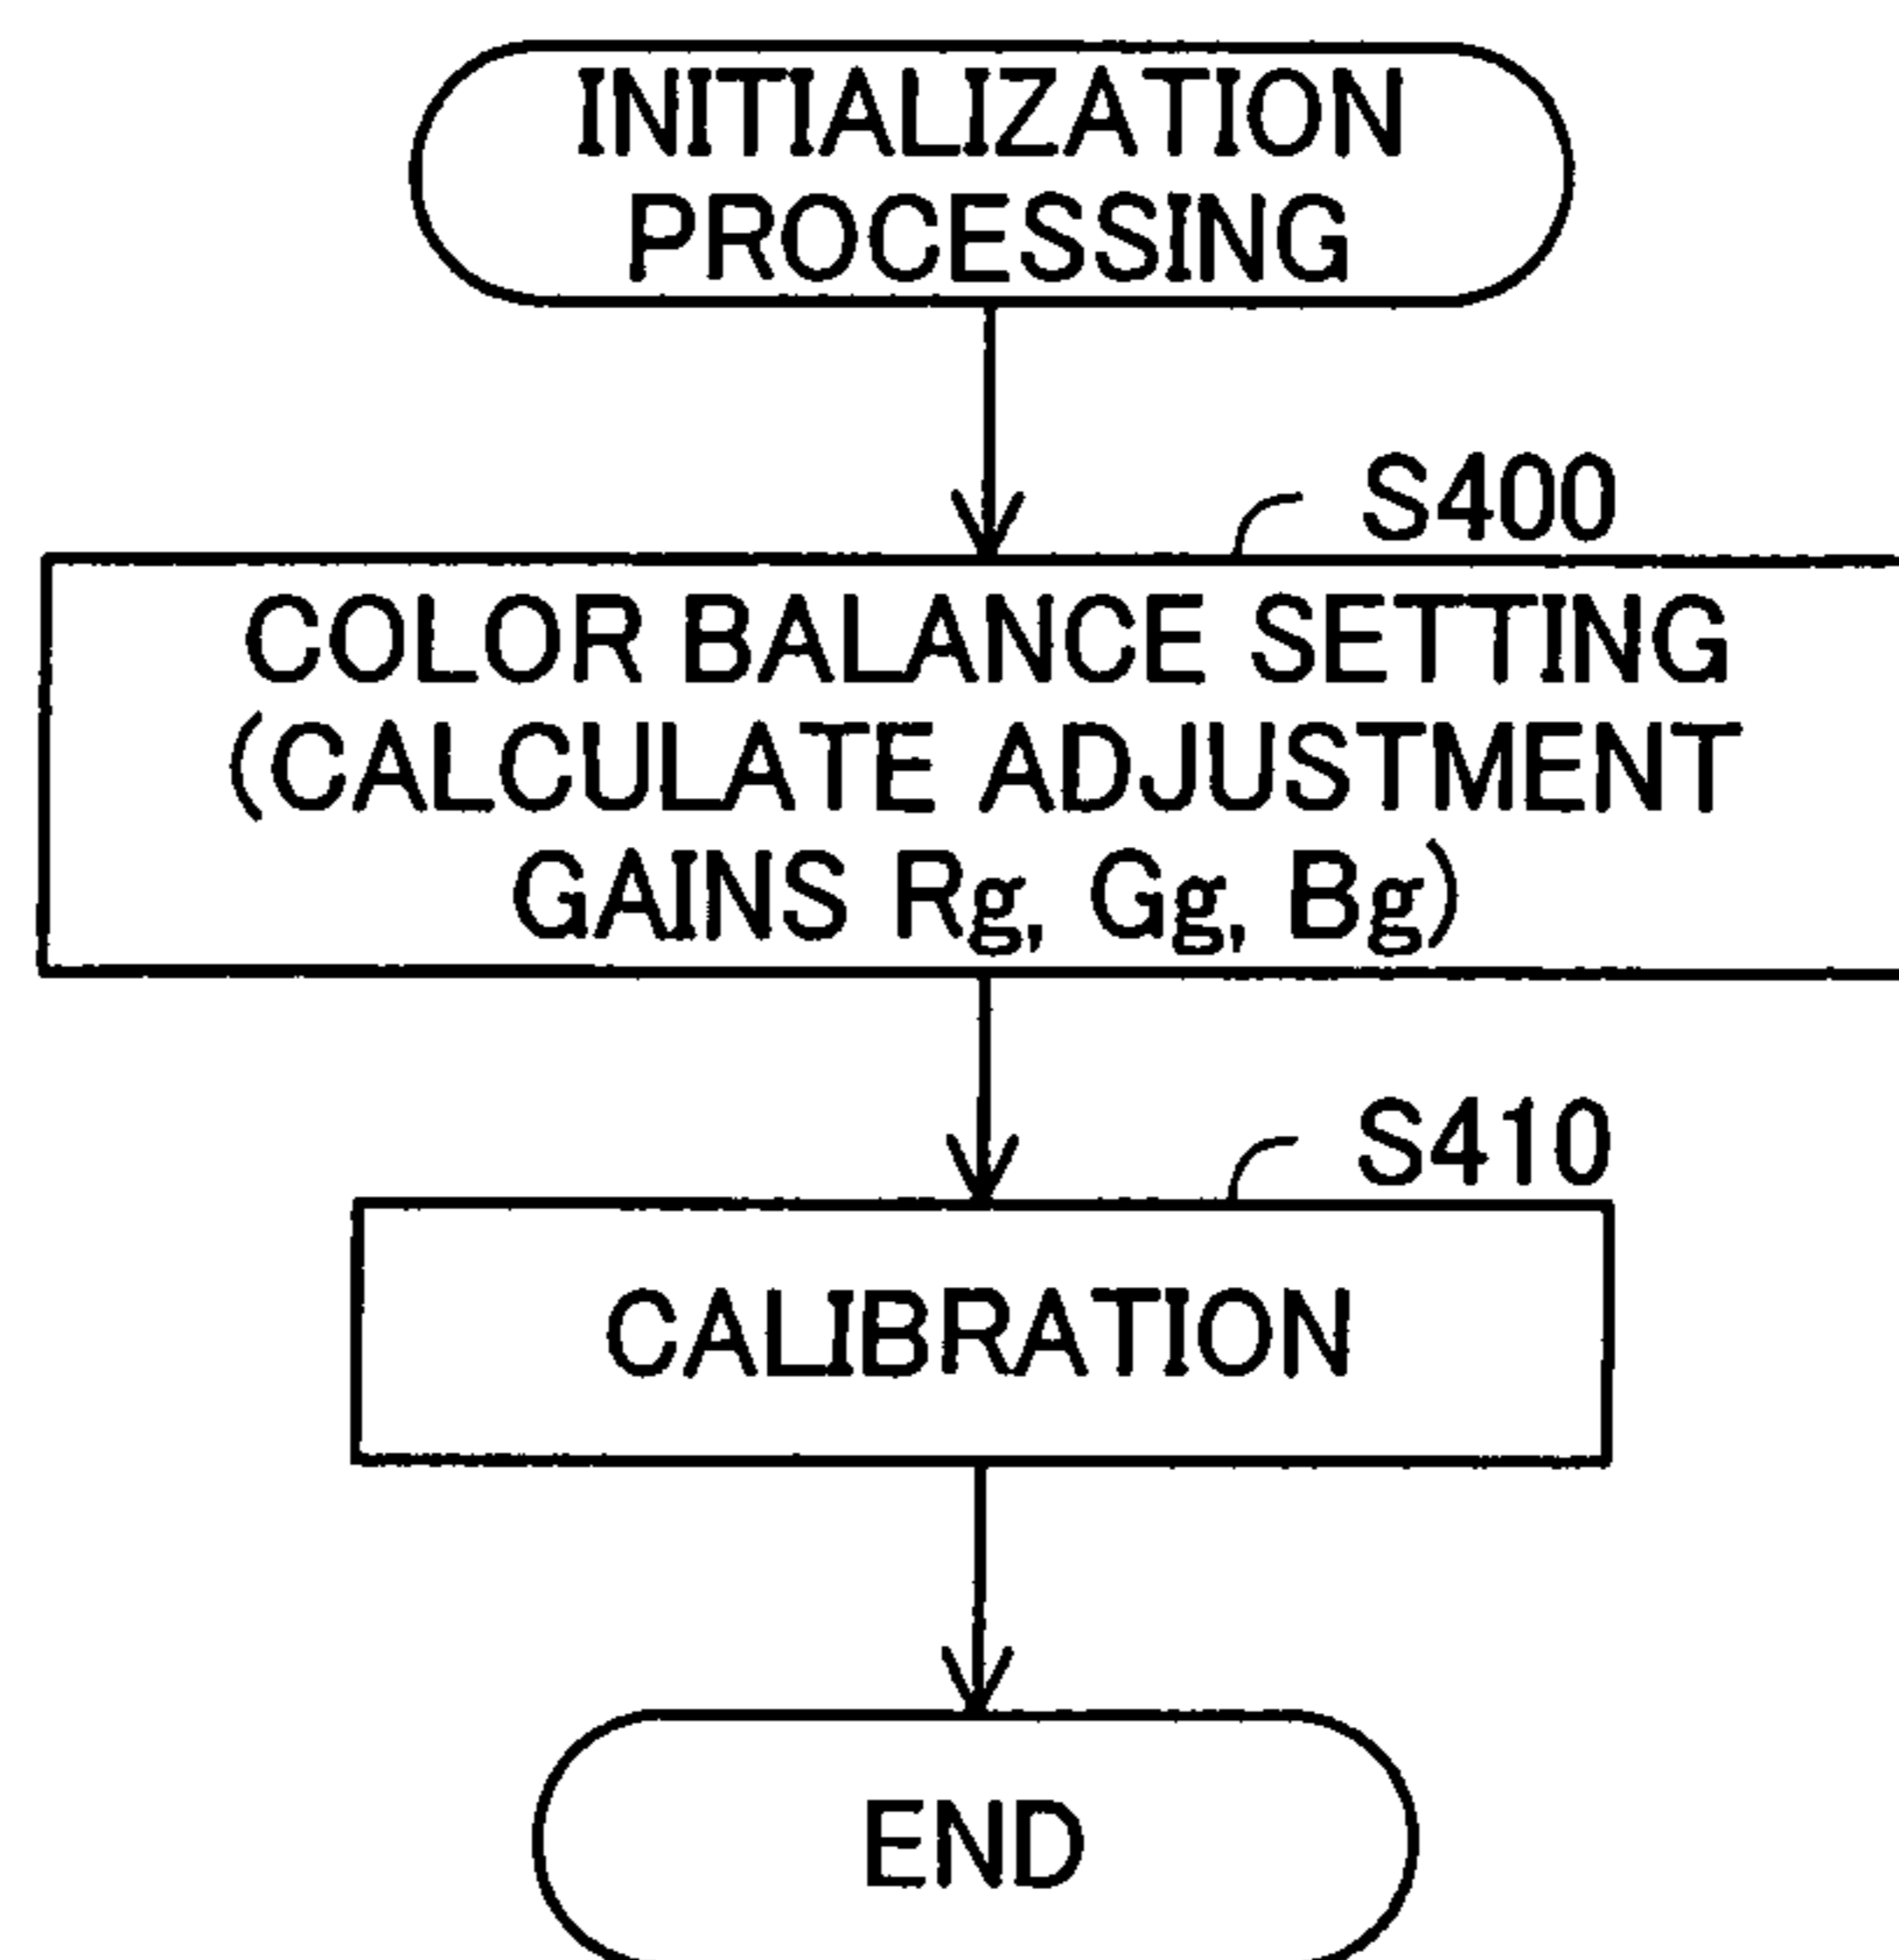 INITIALIZATION
PROCESSING
S400
COLOR BALANCE SETTING
(CALCULATE ADJUSTMENT
GAINS Rg, Gg, Bg)
S410
CALIBRATION
END